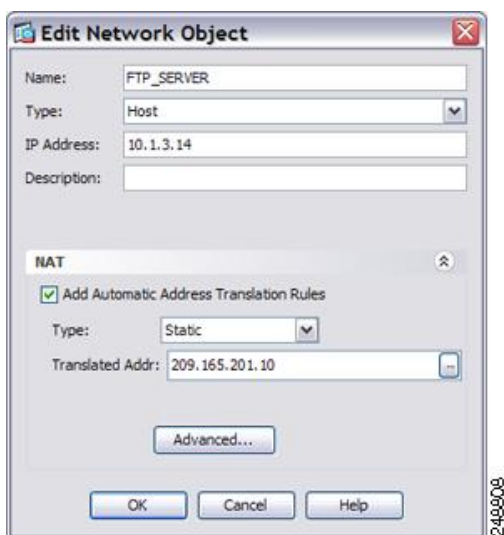 Edit Network Object
Name: FTP_SERVER
Type: Host
IP Address: 10.1.3.14
Description:
NAT
Add Automatic Address Translation Rules
Type: Static
Translated Addr: 209.165.201.10
...
Advanced...
OK Cancel Help
248808